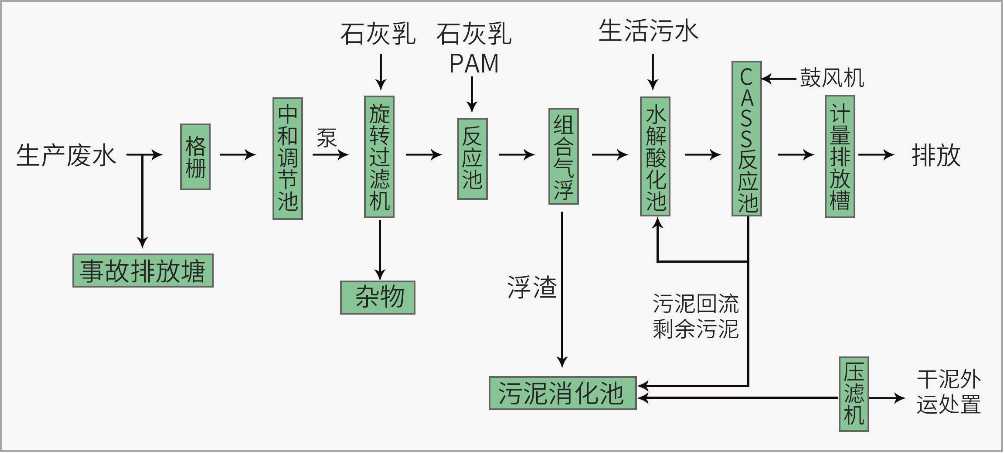 石灰乳
石灰乳
PAM
生活污水
鼓风机
生产废水
格栅
中和调节池
泵
旋转过滤机
反应池
组合气浮
水解酸化池
CASS反应池
计量排放槽
排放
事故排放塘
杂物
浮渣
污泥回流
剩余污泥
污泥消化池
压滤机
干泥外
运处置